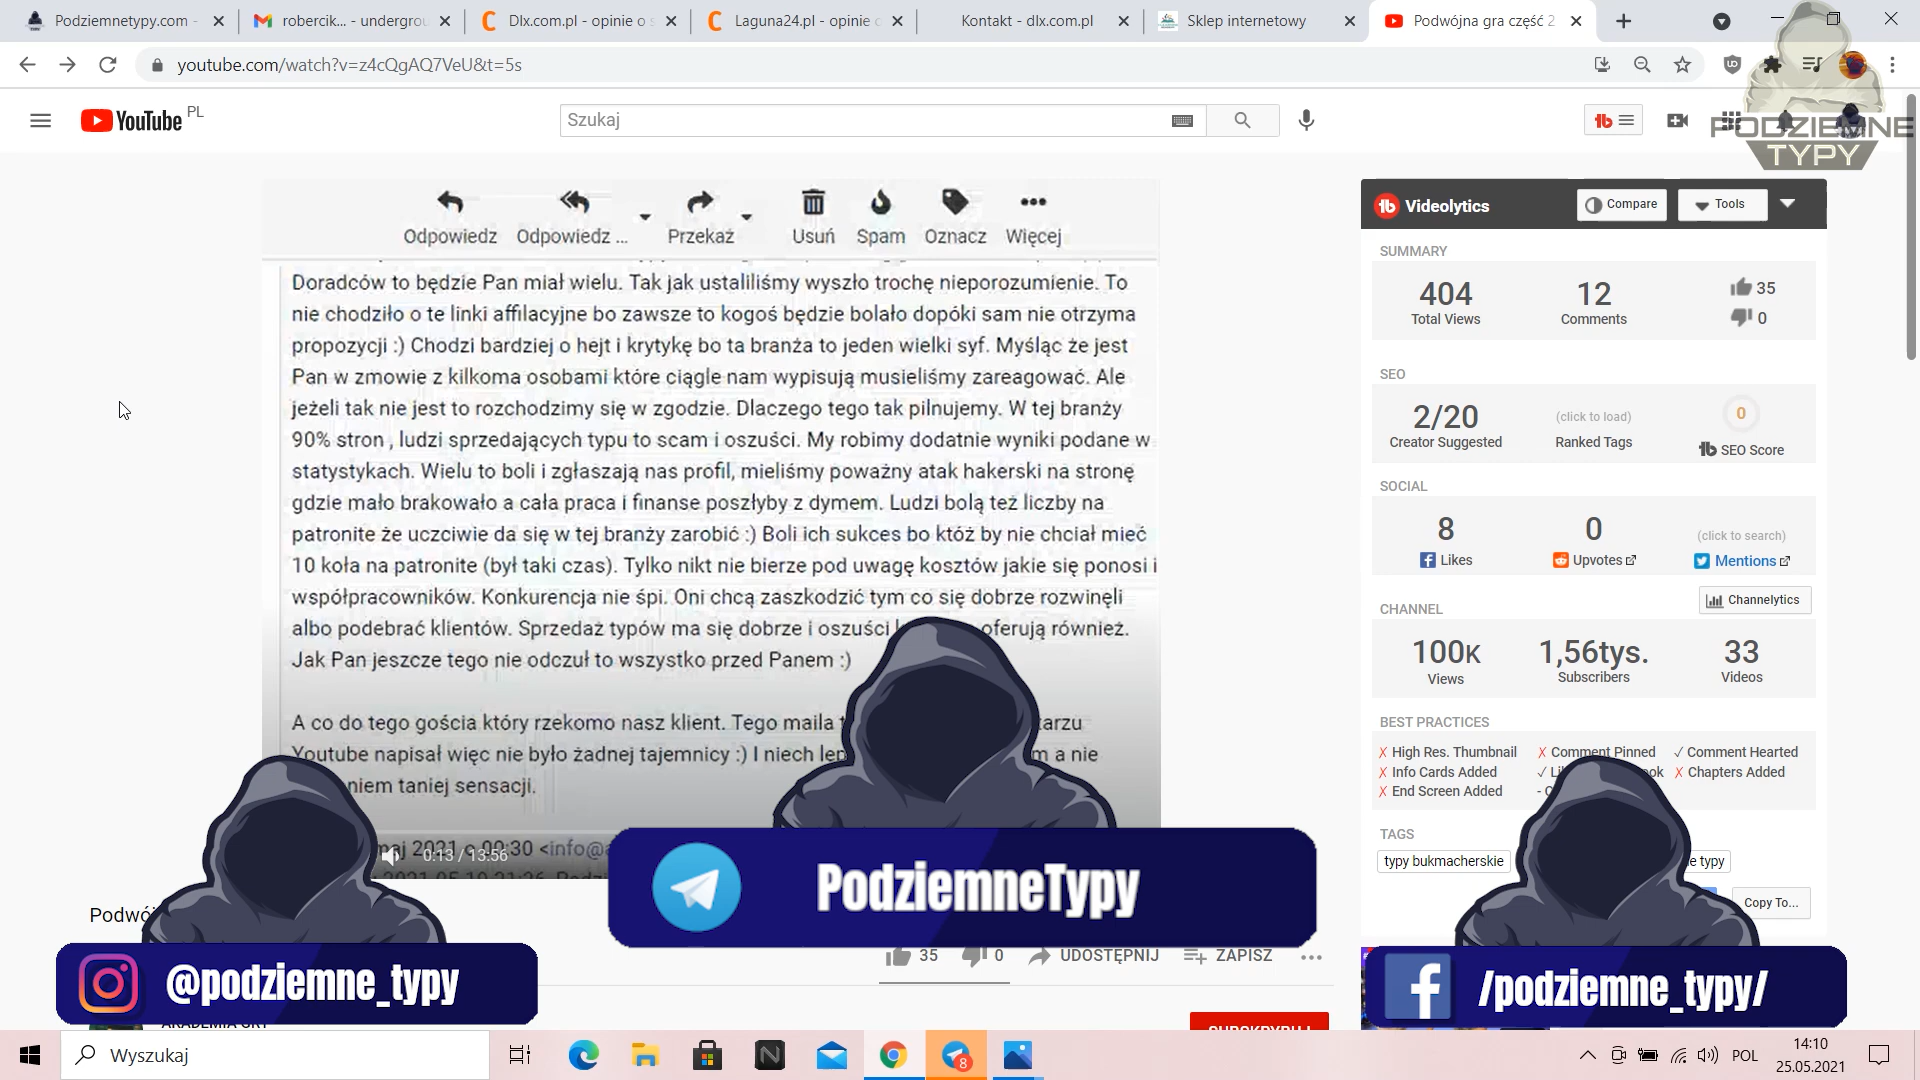 Podziemnetypy.com -
robercik... - undergrou
Dlx.com.pl - opinie o s
Laguna24.pl - opinie o
Kontakt - dlx.com.pl
Sklep internetowy
Podwójna gra część 2
youtube.com/watch?v=z4cQgAQ7VeU&t=5s
YouTube PL
Szukaj
PODZIEMNE
TYPY
Odpowiedz
Odpowiedz ...
Przekaż
Usuń
Spam
Oznacz
Więcej
Doradców to będzie Pan miał wielu. Tak jak ustaliliśmy wyszło trochę nieporozumienie. To
nie chodziło o te linki affilacyjne bo zawsze to kogoś będzie bolało dopóki sam nie otrzyma
propozycji :) Chodzi bardziej o hejt i krytykę bo ta branża to jeden wielki syf. Myśląc że jest
Pan w zmowie z kilkoma osobami które ciągle nam wypisują musieliśmy zareagować. Ale
jeżeli tak nie jest to rozchodzimy się w zgodzie. Dlaczego tego tak pilnujemy. W tej branży
90% stron , ludzi sprzedających typu to scam i oszuści. My robimy dodatnie wyniki podane w
statystykach. Wielu to boli i zgłaszają nas profil, mieliśmy poważny atak hakerski na stronę
gdzie mało brakowało a cała praca i finanse poszłyby z dymem. Ludzi bolą też liczby na
patronite że uczciwie da się w tej branży zarobić :) Boli ich sukces bo któż by nie chciał mieć
10 koła na patronite (był taki czas). Tylko nikt nie bierze pod uwagę kosztów jakie się ponosi i
współpracowników. Konkurencja nie śpi. Oni chcą zaszkodzić tym co się dobrze rozwinęli
albo podebrać klientów. Sprzedaż typów ma się dobrze i oszuści oferują również.
Jak Pan jeszcze tego nie odczuł to wszystko przed Panem :)
A co do tego gościa który rzekomo nasz klient. Tego maila
Youtube napisał więc nie było żadnej tajemnicy :) I niech a nie
taniej sensacji.
maj 2021 o 00:30 <info@a
0:13 / 13:56
Podwój
35
0
UDOSTĘPNIJ
ZAPISZ
AKADEMIA GRY
SUBSKRYBUJ
Videolytics
Compare
Tools
SUMMARY
404
Total Views
12
Comments
35
0
SEO
2/20
Creator Suggested
(click to load)
Ranked Tags
0
SEO Score
SOCIAL
8
Likes
0
Upvotes
(click to search)
Mentions
CHANNEL
Channelytics
100K
Views
1,56tys.
Subscribers
33
Videos
BEST PRACTICES
X High Res. Thumbnail
X Comment Pinned
✓ Comment Hearted
X Info Cards Added
X Chapters Added
X End Screen Added
TAGS
typy bukmacherskie
typy
Copy To...
PodziemneTypy
@podziemne_typy
/podziemne_typy/
Wyszukaj
8
POL
14:10
25.05.2021